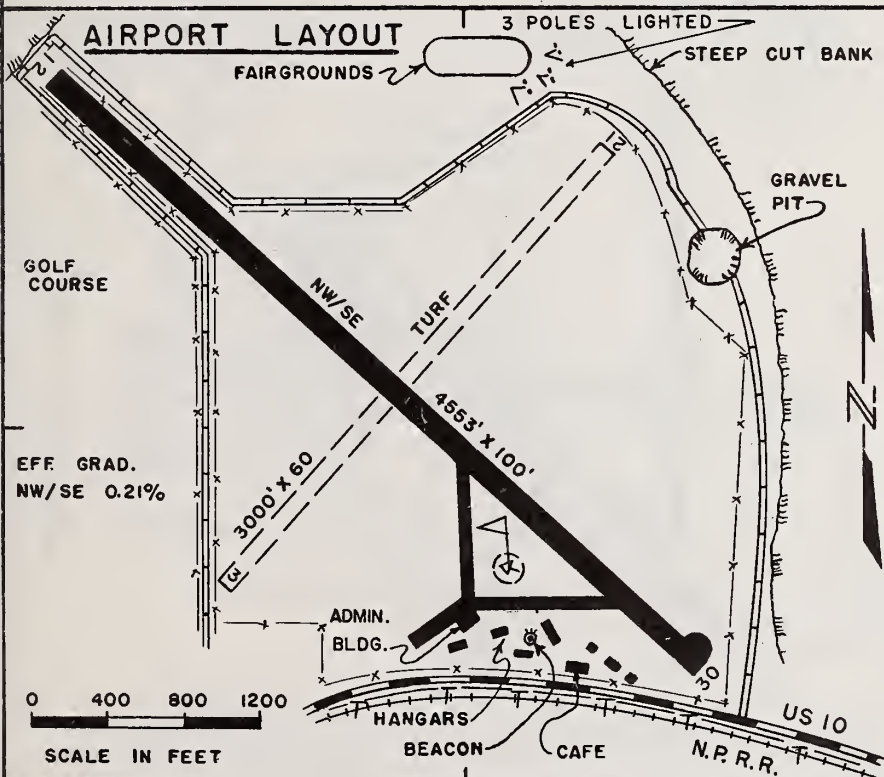 AIRPORT LAYOUT
3 POLES LIGHTED
FAIRGROUNDS
STEEP CUT BANK
12
21
GRAVEL
PIT
GOLF
COURSE
NW/SE
TURF
N
4553' X 100'
EFF. GRAD.
NW/SE 0.21%
3000' X 60
3
ADMIN.
BLDG.
30
0 400 800 1200
SCALE IN FEET
HANGARS
BEACON
CAFE
US 10
N.P.R.R.